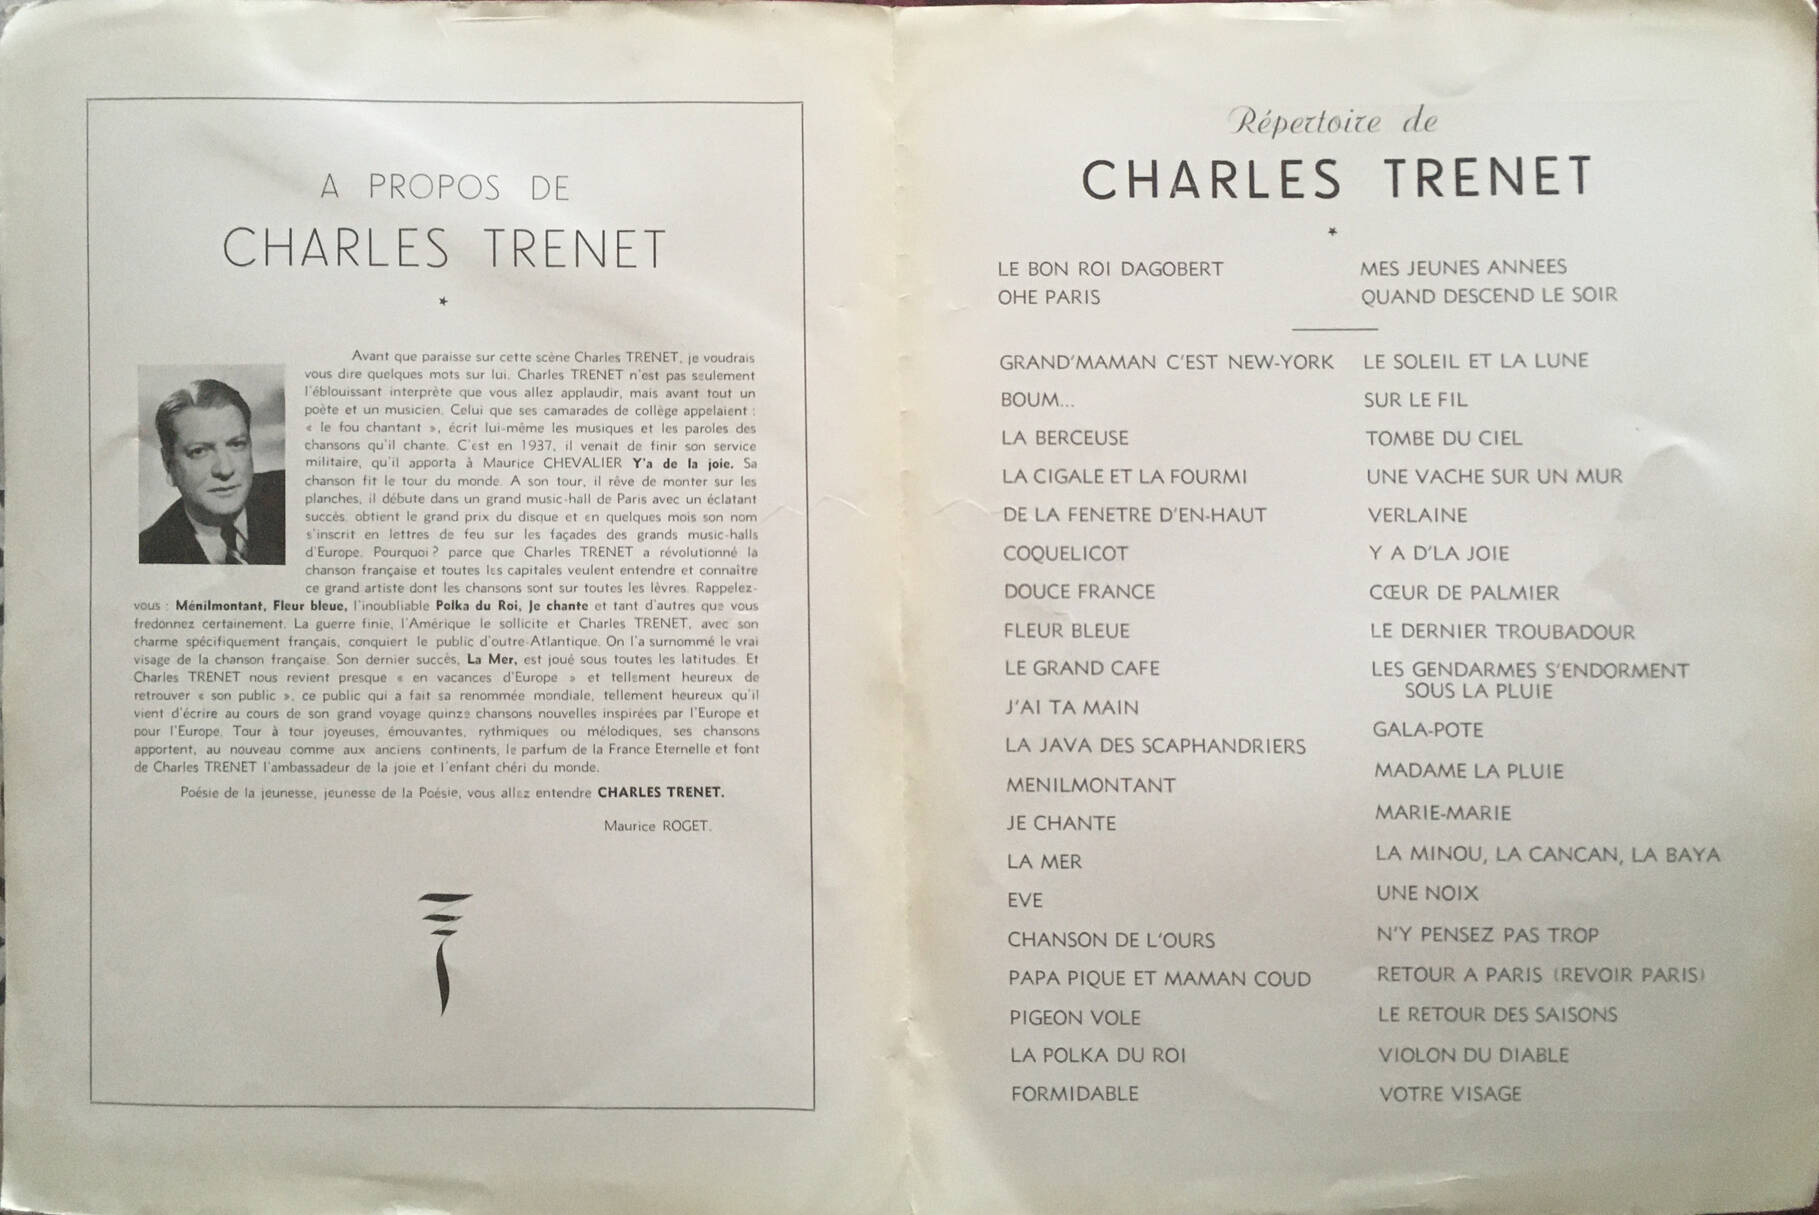 A PROPOS DE
CHARLES TRENET
*
Avant que paraisse sur cette scène Charles TRENET, je voudrais
vous dire quelques mots sur lui. Charles TRENET n'est pas seulement
l'éblouissant interprète que vous allez applaudir, mais avant tout un
poète et un musicien. Celui que ses camarades de collège appelaient :
« le fou chantant », écrit lui-même les musiques et les paroles des
chansons qu'il chante. C'est en 1937, il venait de finir son service
militaire, qu'il apporta à Maurice CHEVALIER Y'a de la joie. Sa
chanson fit le tour du monde. A son tour, il rêve de monter sur les
planches, il débute dans un grand music-hall de Paris avec un éclatant
succès, obtient le grand prix du disque et en quelques mois son nom
s'inscrit en lettres de feu sur les façades des grands music-halls
d'Europe. Pourquoi ? parce que Charles TRENET a révolutionné la
chanson française et toutes les capitales veulent entendre et connaître
ce grand artiste dont les chansons sont sur toutes les lèvres. Rappelez-
vous : Ménilmontant, Fleur bleue, l'inoubliable Polka du Roi, Je chante et tant d'autres que vous
fredonnez certainement. La guerre finie, l'Amérique le sollicite et Charles TRENET, avec son
charme spécifiquement français, conquiert le public d'outre-Atlantique. On l'a surnommé le vrai
visage de la chanson française. Son dernier succès, La Mer, est joué sous toutes les latitudes. Et
Charles TRENET nous revient presque « en vacances d'Europe » et tellement heureux de
retrouver « son public », ce public qui a fait sa renommée mondiale, tellement heureux qu'il
vient d'écrire au cours de son grand voyage quinze chansons nouvelles inspirées par l'Europe et
pour l'Europe. Tour à tour joyeuses, émouvantes, rythmiques ou mélodiques, ses chansons
apportent, au nouveau comme aux anciens continents, le parfum de la France Eternelle et font
de Charles TRENET l'ambassadeur de la joie et l'enfant chéri du monde.
Poésie de la jeunesse, jeunesse de la Poésie, vous allez entendre CHARLES TRENET.
Maurice ROGET.
Répertoire de
CHARLES TRENET
*
LE BON ROI DAGOBERT
OHE PARIS
MES JEUNES ANNEES
QUAND DESCEND LE SOIR
GRAND'MAMAN C'EST NEW-YORK
BOUM...
LA BERCEUSE
LA CIGALE ET LA FOURMI
DE LA FENETRE D'EN-HAUT
COQUELICOT
DOUCE FRANCE
FLEUR BLEUE
LE GRAND CAFE
J'AI TA MAIN
LA JAVA DES SCAPHANDRIERS
MENILMONTANT
JE CHANTE
LA MER
EVE
CHANSON DE L'OURS
PAPA PIQUE ET MAMAN COUD
PIGEON VOLE
LA POLKA DU ROI
FORMIDABLE
LE SOLEIL ET LA LUNE
SUR LE FIL
TOMBE DU CIEL
UNE VACHE SUR UN MUR
VERLAINE
Y A D'LA JOIE
CŒUR DE PALMIER
LE DERNIER TROUBADOUR
LES GENDARMES S'ENDORMENT
SOUS LA PLUIE
GALA-POTE
MADAME LA PLUIE
MARIE-MARIE
LA MINOU, LA CANCAN, LA BAYA
UNE NOIX
N'Y PENSEZ PAS TROP
RETOUR A PARIS (REVOIR PARIS)
LE RETOUR DES SAISONS
VIOLON DU DIABLE
VOTRE VISAGE